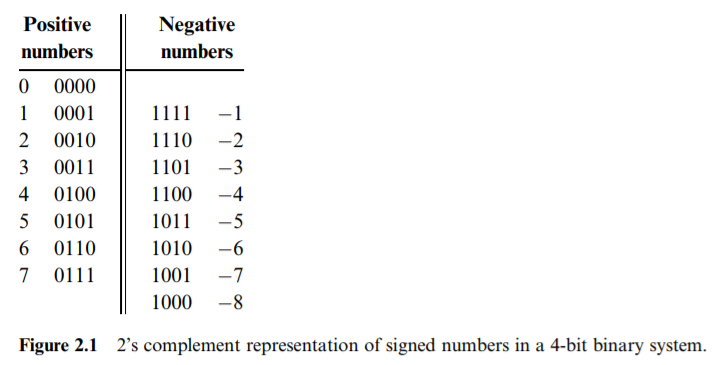 Positive Negative
numbers numbers
0 0000
1 0001 1111 −1
2 0010 1110 −2
3 0011 1101 −3
4 0100 1100 −4
5 0101 1011 −5
6 0110 1010 −6
7 0111 1001 −7
1000 −8
Figure 2.1 2’s complement representation of signed numbers in a 4-bit binary system.